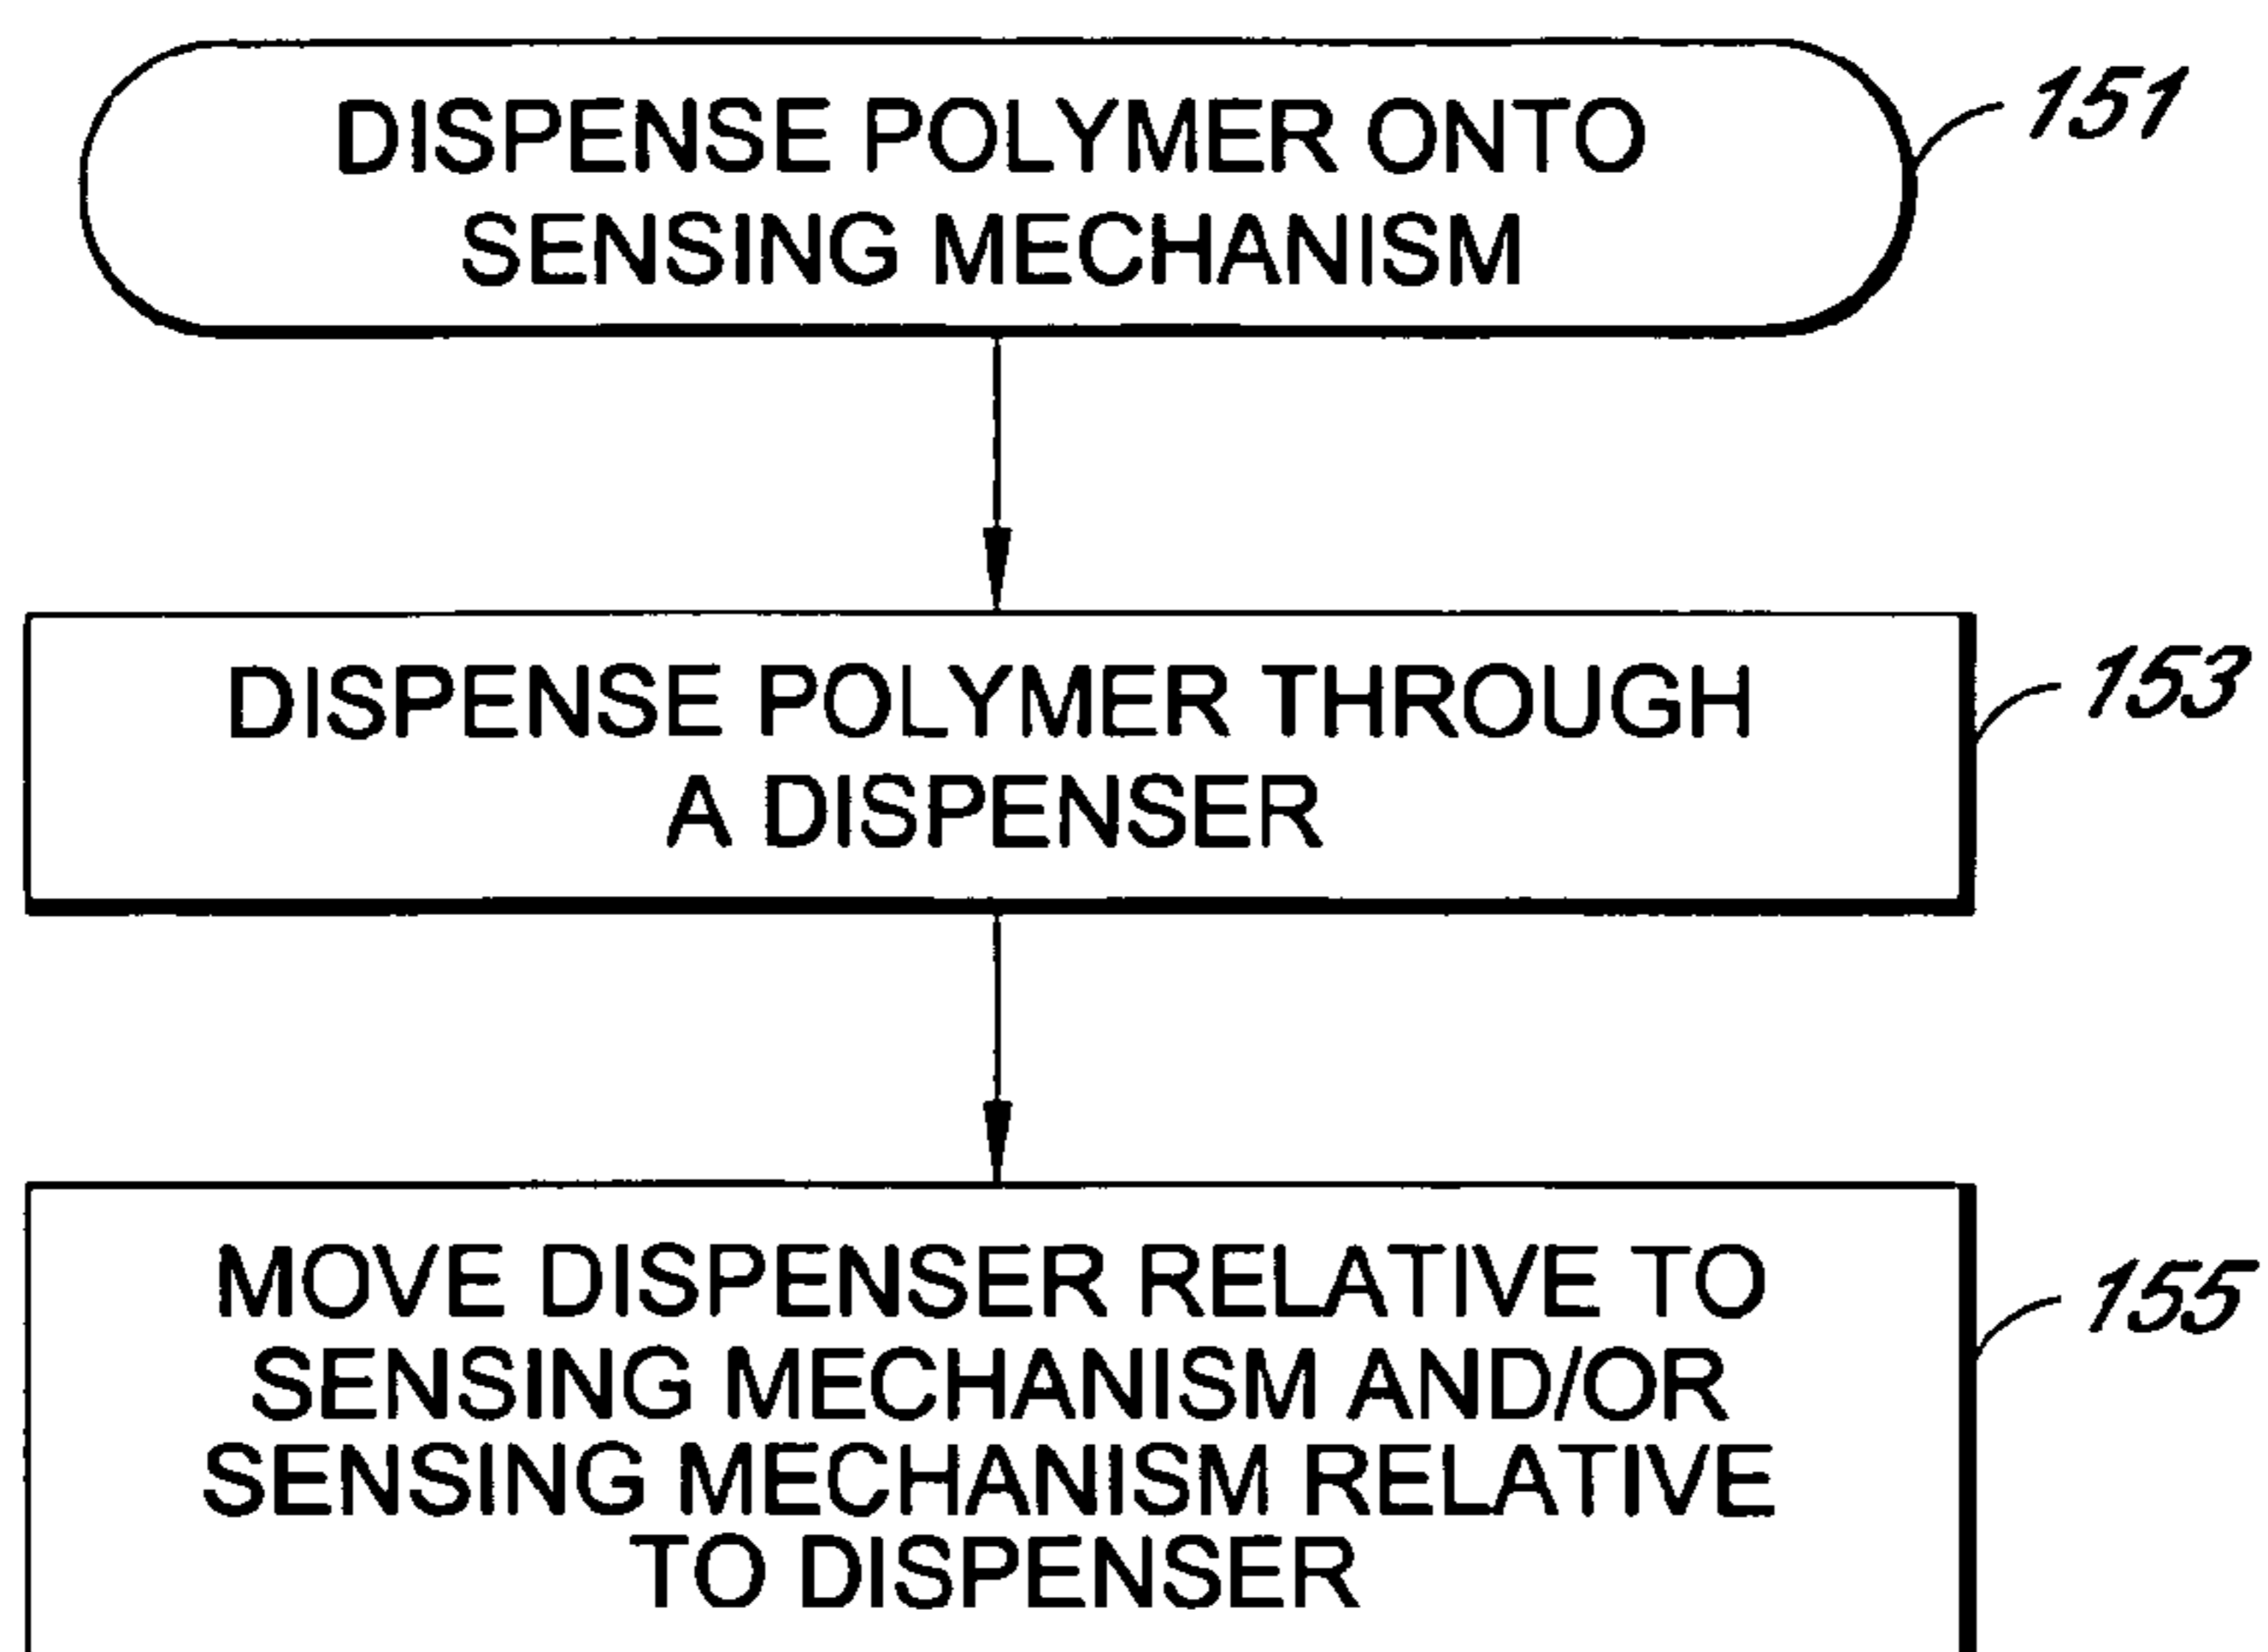 DISPENSE POLYMER ONTO
SENSING MECHANISM
151
DISPENSE POLYMER THROUGH
A DISPENSER
153
MOVE DISPENSER RELATIVE TO
SENSING MECHANISM AND/OR
SENSING MECHANISM RELATIVE
TO DISPENSER
155